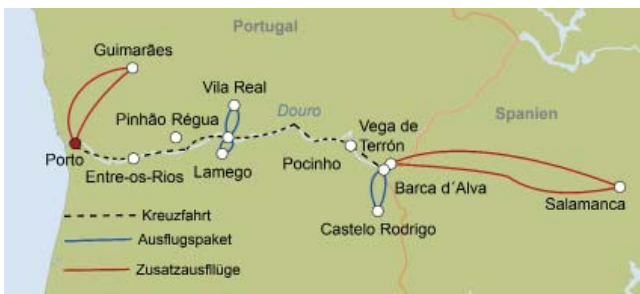 Portugal
Guimarães
Vila Real
Douro
Spanien
Pinhão Régua
Vega de
Terrón
Porto
Entre-os-Rios
Lamego
Pocinho
Barca d´Alva
Salamanca
Castelo Rodrigo
Kreuzfahrt
Ausflugspaket
Zusatzausfllüge